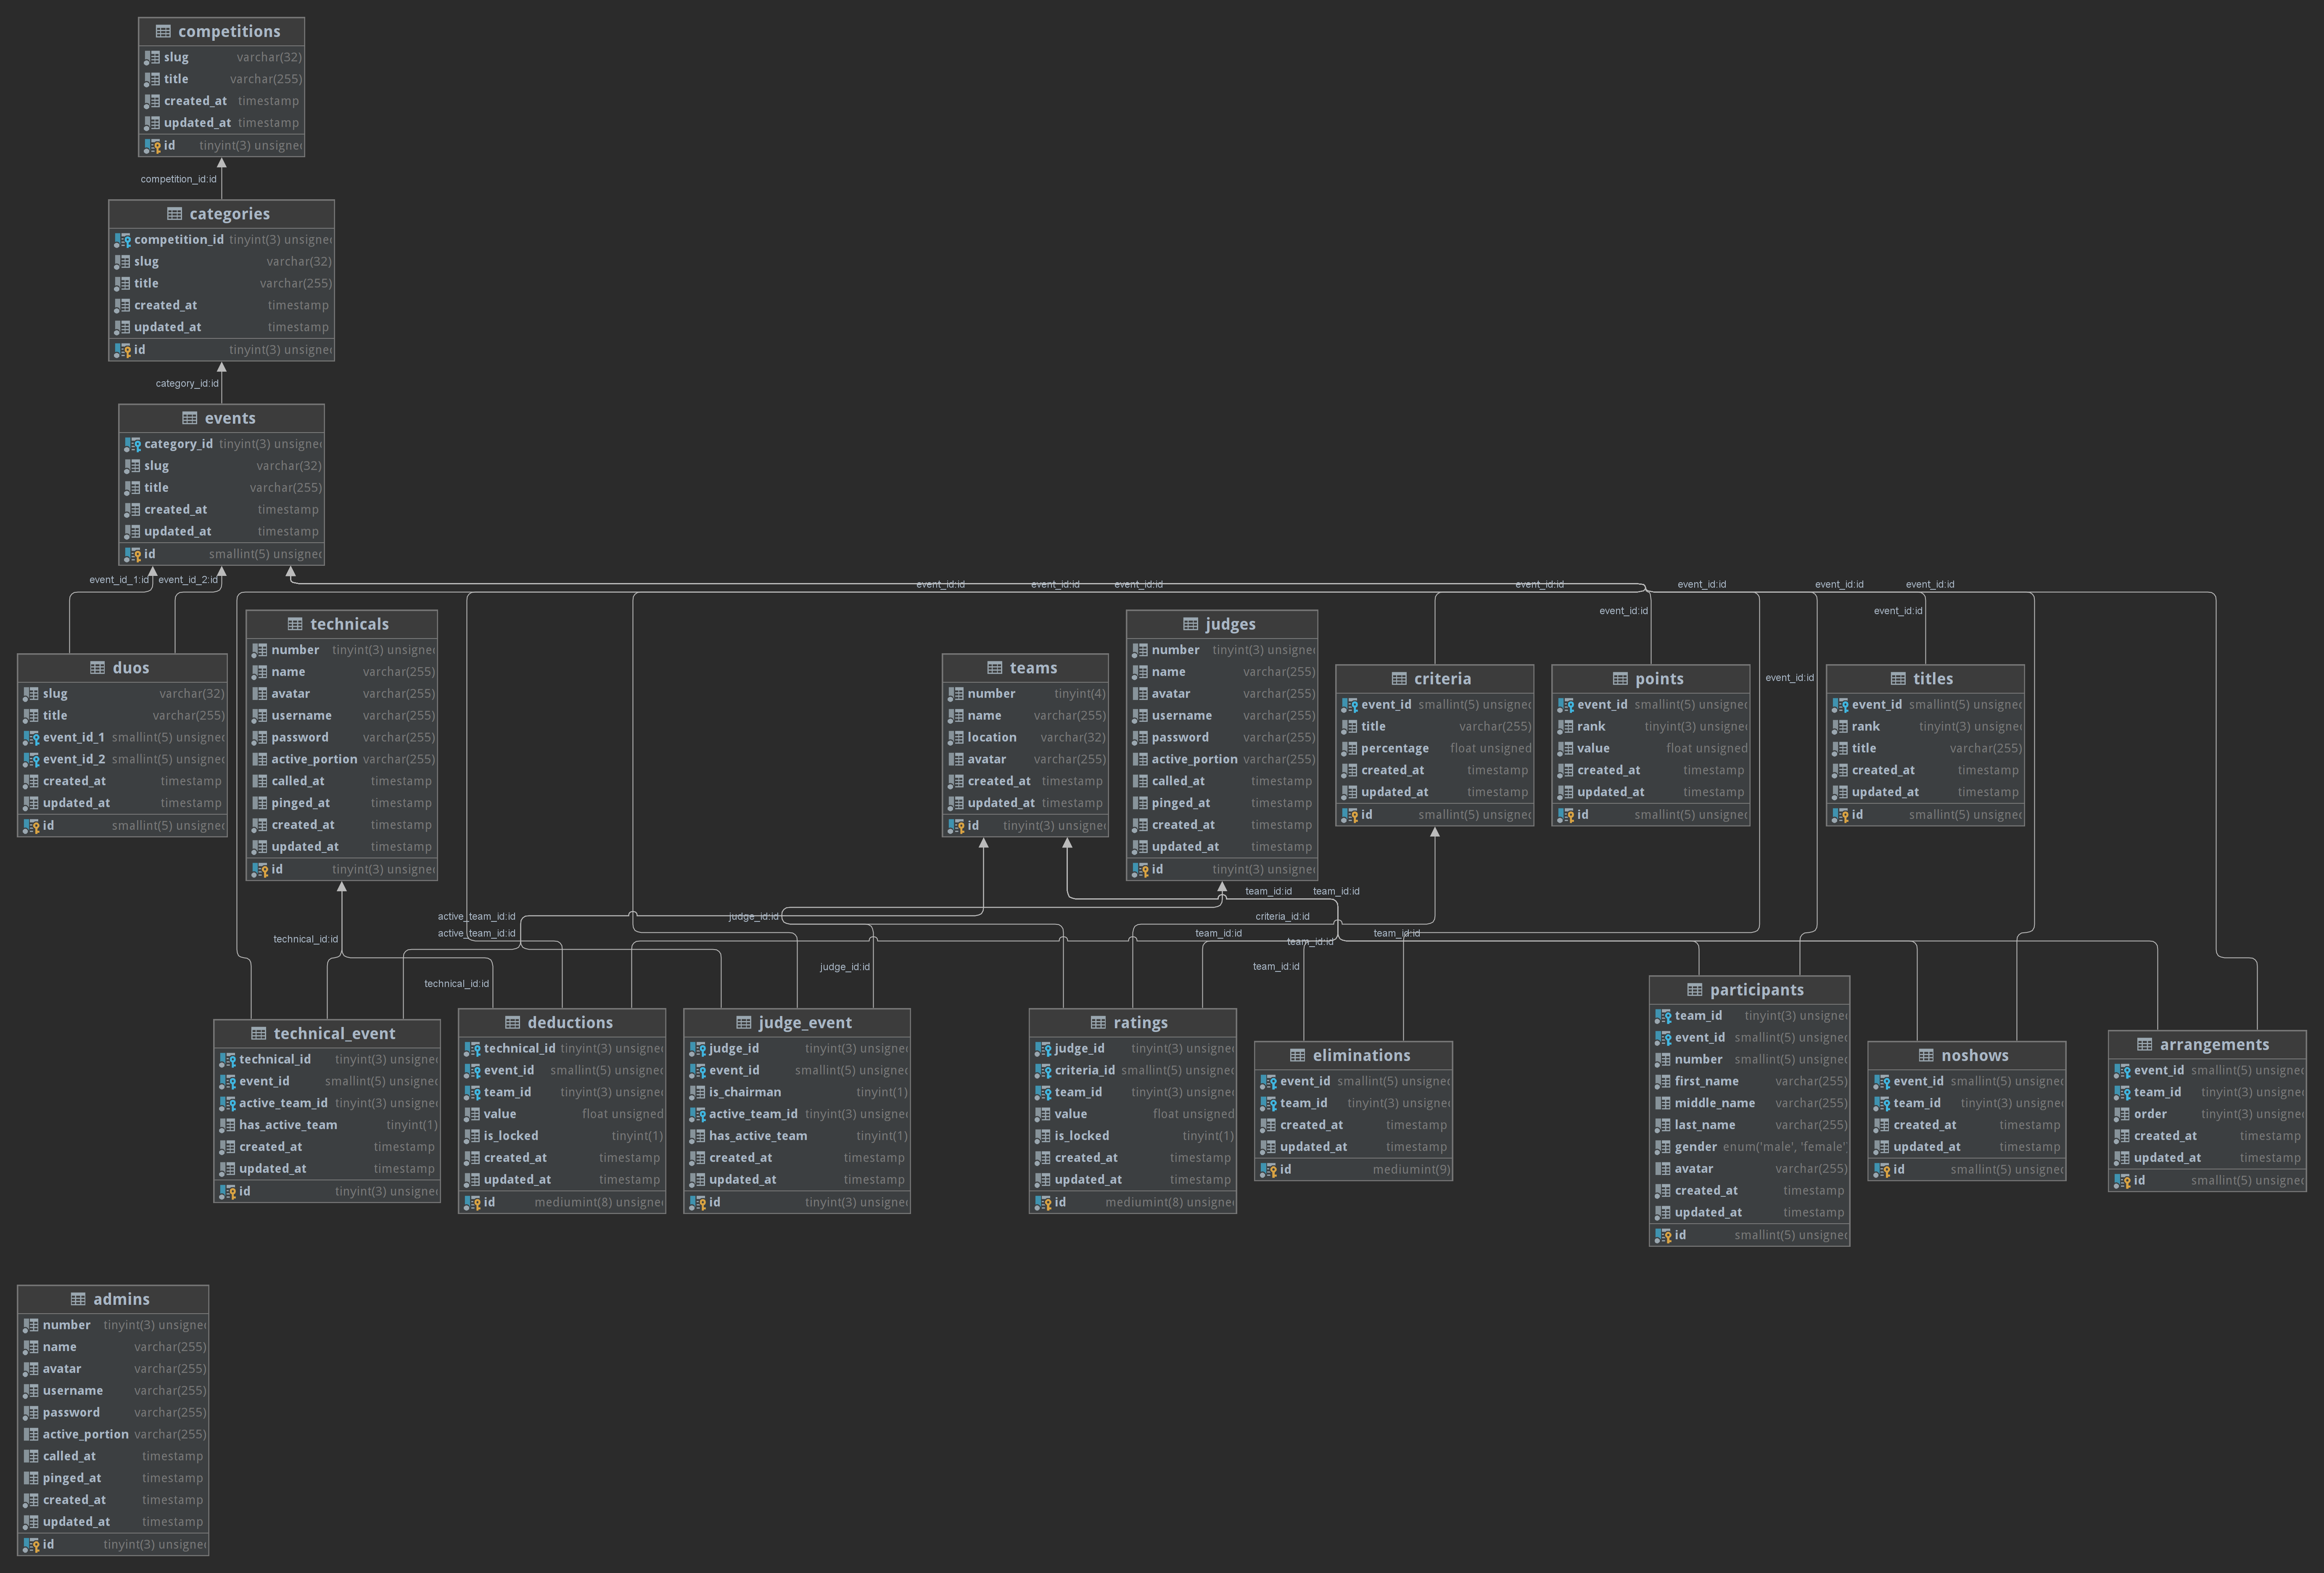 competitions
slug varchar(32)
title varchar(255)
created_at timestamp
updated_at timestamp
id tinyint(3) unsigned
competition_id:id
categories
competition_id tinyint(3) unsigned
slug varchar(32)
title varchar(255)
created_at timestamp
updated_at timestamp
id tinyint(3) unsigned
category_id:id
events
category_id tinyint(3) unsigned
slug varchar(32)
title varchar(255)
created_at timestamp
updated_at timestamp
id smallint(5) unsigned
event_id_1:id event_id_2:id
event_id:id event_id:id event_id:id event_id:id event_id:id event_id:id event_id:id
event_id:id event_id:id
event_id:id
duos
slug varchar(32)
title varchar(255)
event_id_1 smallint(5) unsigned
event_id_2 smallint(5) unsigned
created_at timestamp
updated_at timestamp
id smallint(5) unsigned
technicals
number tinyint(3) unsigned
name varchar(255)
avatar varchar(255)
username varchar(255)
password varchar(255)
active_portion varchar(255)
called_at timestamp
pinged_at timestamp
created_at timestamp
updated_at timestamp
id tinyint(3) unsigned
teams
number tinyint(4)
name varchar(255)
location varchar(32)
avatar varchar(255)
created_at timestamp
updated_at timestamp
id tinyint(3) unsigned
judges
number tinyint(3) unsigned
name varchar(255)
avatar varchar(255)
username varchar(255)
password varchar(255)
active_portion varchar(255)
called_at timestamp
pinged_at timestamp
created_at timestamp
updated_at timestamp
id tinyint(3) unsigned
criteria
event_id smallint(5) unsigned
title varchar(255)
percentage float unsigned
created_at timestamp
updated_at timestamp
id smallint(5) unsigned
points
event_id smallint(5) unsigned
rank tinyint(3) unsigned
value float unsigned
created_at timestamp
updated_at timestamp
id smallint(5) unsigned
titles
event_id smallint(5) unsigned
rank tinyint(3) unsigned
title varchar(255)
created_at timestamp
updated_at timestamp
id smallint(5) unsigned
team_id:id team_id:id
active_team_id:id judge_id:id criteria_id:id
active_team_id:id team_id:id team_id:id
technical_id:id team_id:id
judge_id:id team_id:id
technical_id:id
technical_event
technical_id tinyint(3) unsigned
event_id smallint(5) unsigned
active_team_id tinyint(3) unsigned
has_active_team tinyint(1)
created_at timestamp
updated_at timestamp
id tinyint(3) unsigned
deductions
technical_id tinyint(3) unsigned
event_id smallint(5) unsigned
team_id tinyint(3) unsigned
value float unsigned
is_locked tinyint(1)
created_at timestamp
updated_at timestamp
id mediumint(8) unsigned
judge_event
judge_id tinyint(3) unsigned
event_id smallint(5) unsigned
is_chairman tinyint(1)
active_team_id tinyint(3) unsigned
has_active_team tinyint(1)
created_at timestamp
updated_at timestamp
id tinyint(3) unsigned
ratings
judge_id tinyint(3) unsigned
criteria_id smallint(5) unsigned
team_id tinyint(3) unsigned
value float unsigned
is_locked tinyint(1)
created_at timestamp
updated_at timestamp
id mediumint(8) unsigned
eliminations
event_id smallint(5) unsigned
team_id tinyint(3) unsigned
created_at timestamp
updated_at timestamp
id mediumint(9)
participants
team_id tinyint(3) unsigned
event_id smallint(5) unsigned
number smallint(5) unsigned
first_name varchar(255)
middle_name varchar(255)
last_name varchar(255)
gender enum('male', 'female')
avatar varchar(255)
created_at timestamp
updated_at timestamp
id smallint(5) unsigned
noshows
event_id smallint(5) unsigned
team_id tinyint(3) unsigned
created_at timestamp
updated_at timestamp
id smallint(5) unsigned
arrangements
event_id smallint(5) unsigned
team_id tinyint(3) unsigned
order tinyint(3) unsigned
created_at timestamp
updated_at timestamp
id smallint(5) unsigned
admins
number tinyint(3) unsigned
name varchar(255)
avatar varchar(255)
username varchar(255)
password varchar(255)
active_portion varchar(255)
called_at timestamp
pinged_at timestamp
created_at timestamp
updated_at timestamp
id tinyint(3) unsigned